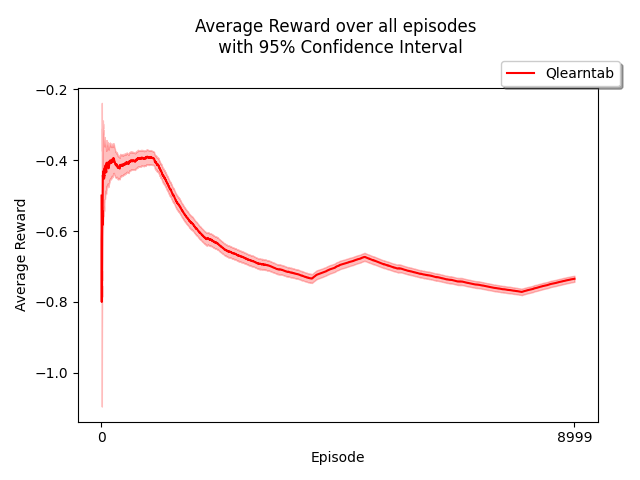 Average Reward over all episodes
with 95% Confidence Interval
Qlearntab
−0.2
−0.4
−0.6
−0.8
−1.0
Average Reward
0
8999
Episode